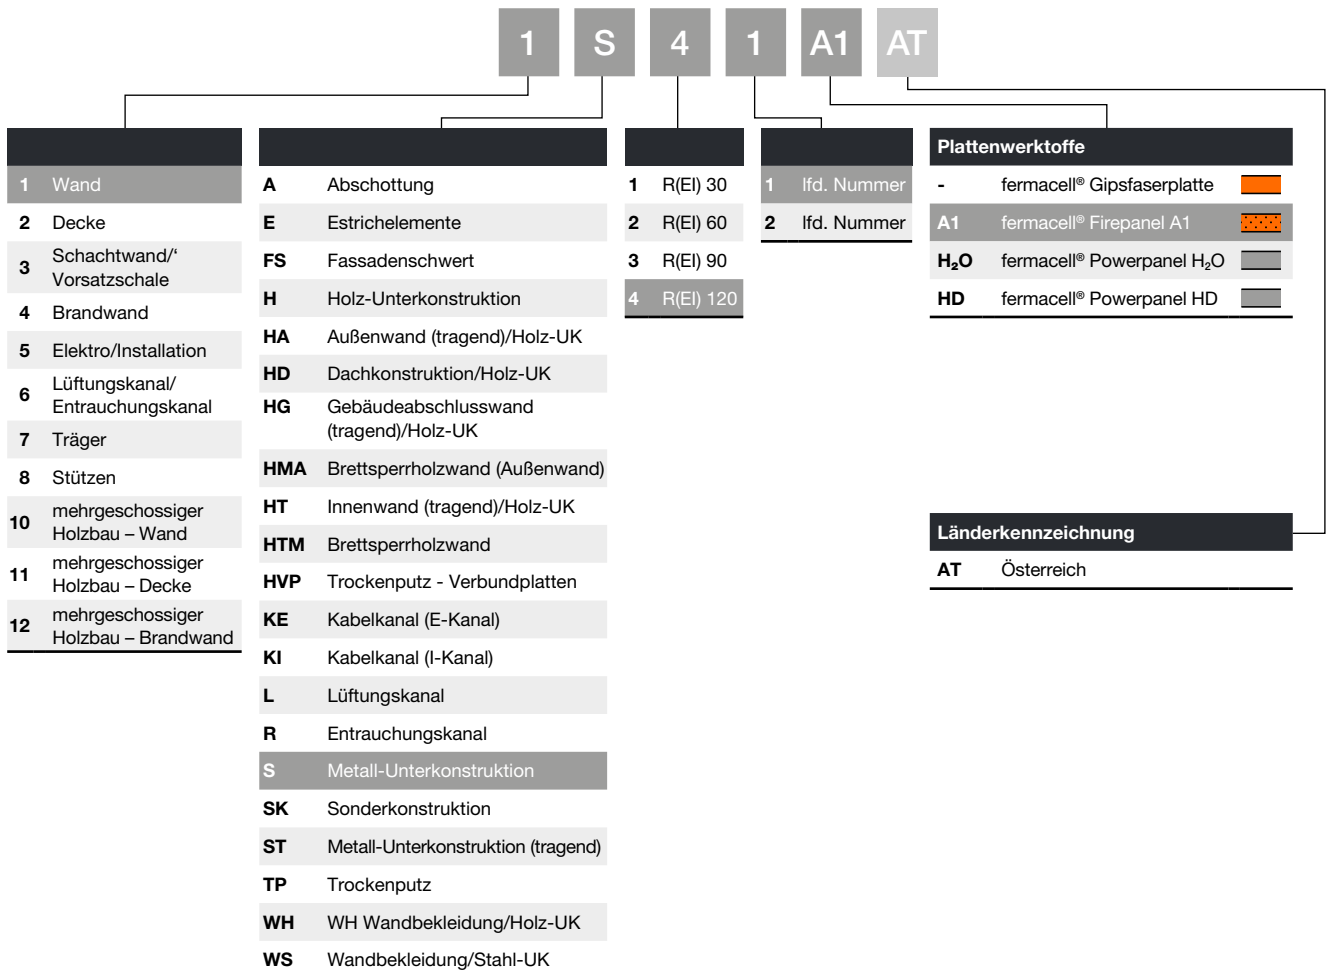 1 S 4 1 A1 AT
1 Wand
2 Decke
3 Schachtwand/‘
Vorsatzschale
4 Brandwand
5 Elektro/Installation
6 Lüftungskanal/
Entrauchungskanal
7 Träger
8 Stützen
10 mehrgeschossiger
Holzbau – Wand
11 mehrgeschossiger
Holzbau – Decke
12 mehrgeschossiger
Holzbau – Brandwand
A Abschottung
E Estrichelemente
FS Fassadenschwert
H Holz-Unterkonstruktion
HA Außenwand (tragend)/Holz-UK
HD Dachkonstruktion/Holz-UK
HG Gebäudeabschlusswand
(tragend)/Holz-UK
HMA Brettsperrholzwand (Außenwand)
HT Innenwand (tragend)/Holz-UK
HTM Brettsperrholzwand
HVP Trockenputz - Verbundplatten
KE Kabelkanal (E-Kanal)
KI Kabelkanal (I-Kanal)
L Lüftungskanal
R Entrauchungskanal
S Metall-Unterkonstruktion
SK Sonderkonstruktion
ST Metall-Unterkonstruktion (tragend)
TP Trockenputz
WH WH Wandbekleidung/Holz-UK
WS Wandbekleidung/Stahl-UK
1 R(EI) 30
2 R(EI) 60
3 R(EI) 90
4 R(EI) 120
1 lfd. Nummer
2 lfd. Nummer
Plattenwerktoffe
- fermacell® Gipsfaserplatte
A1 fermacell® Firepanel A1
H₂O fermacell® Powerpanel H₂O
HD fermacell® Powerpanel HD
Länderkennzeichnung
AT Österreich